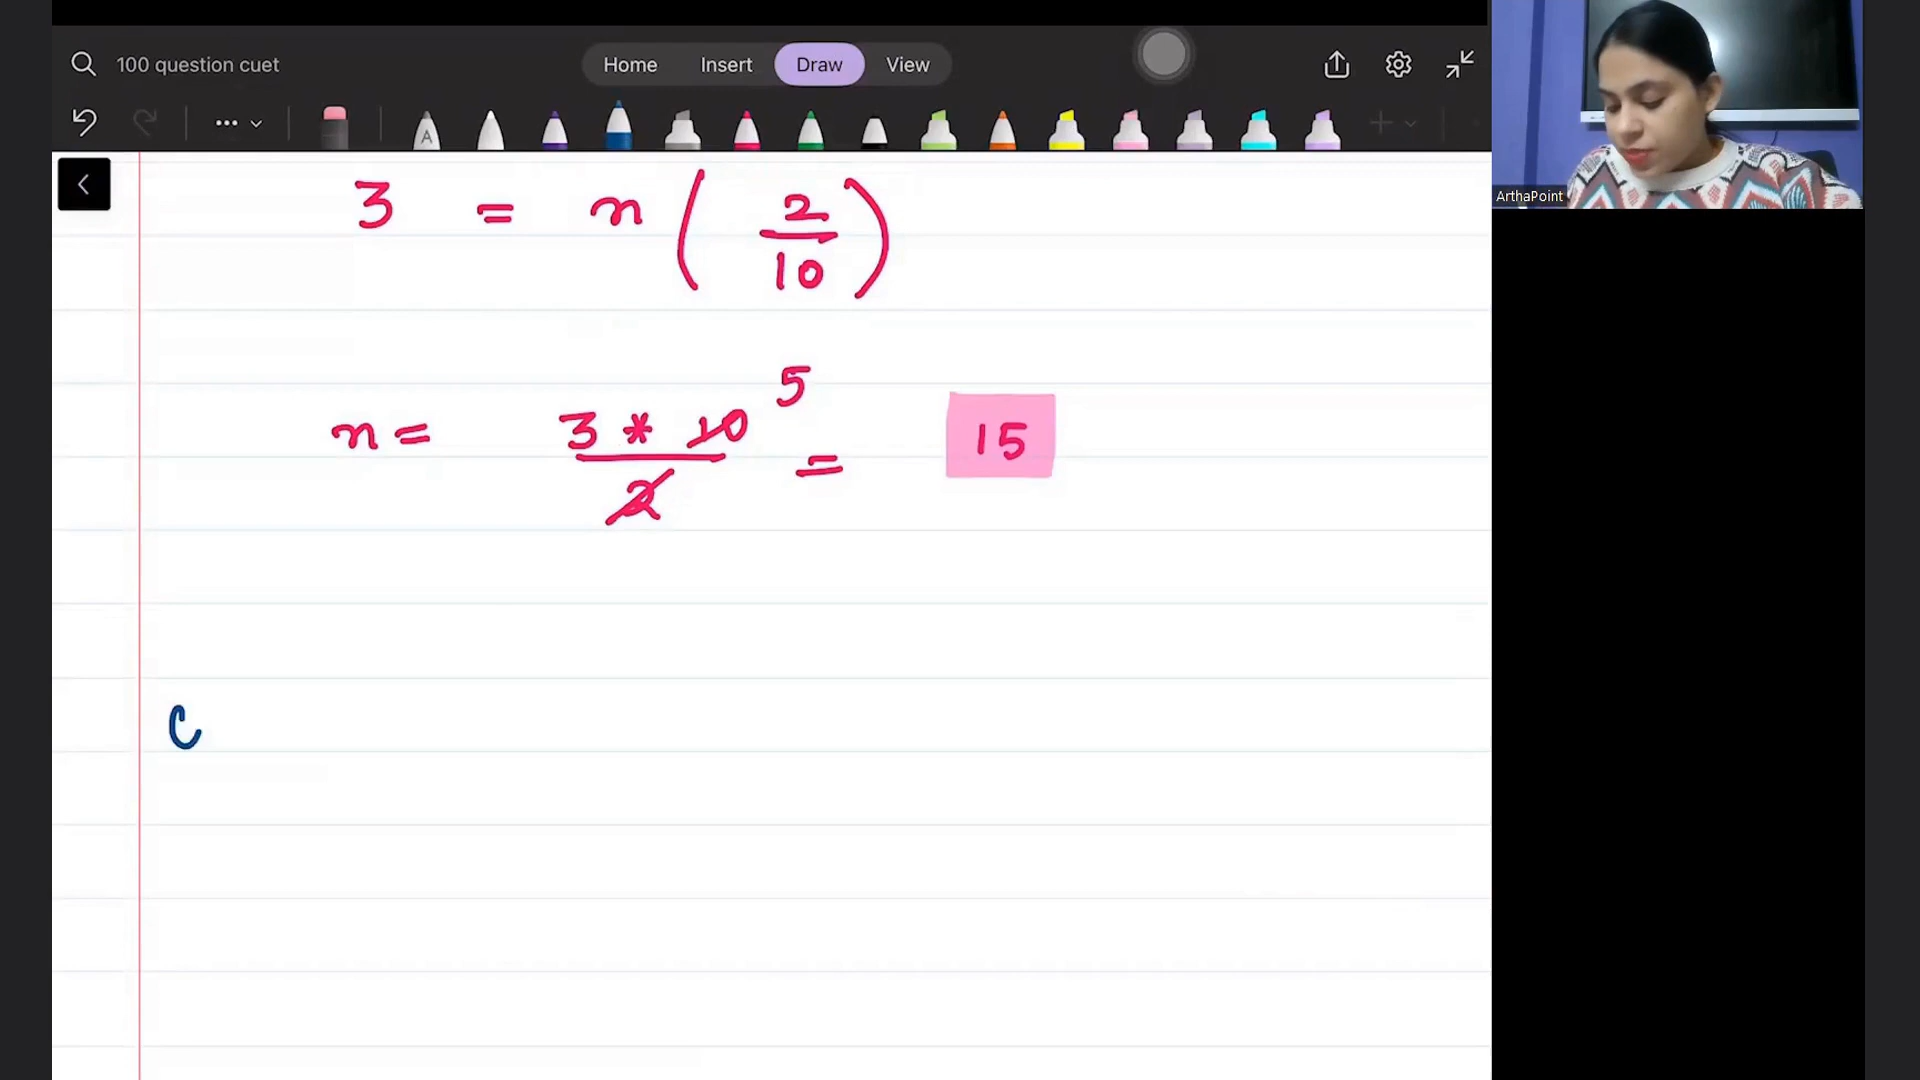 100 question cuet
Home Insert Draw View
A
ArthaPoint
3 = n ( 2/10 )
5
n = 3 * 10 / 2 = 15
C